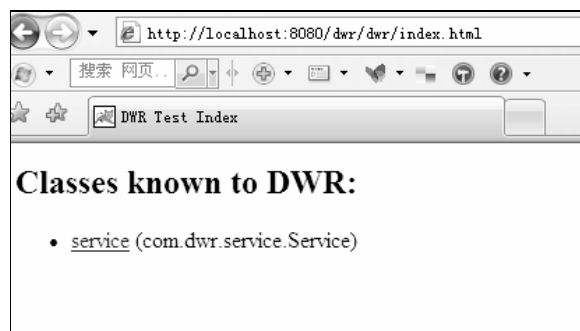 http://localhost:8080/dwr/dwr/index.html
搜索 网页..
DWR Test Index
Classes known to DWR:
• service (com.dwr.service.Service)